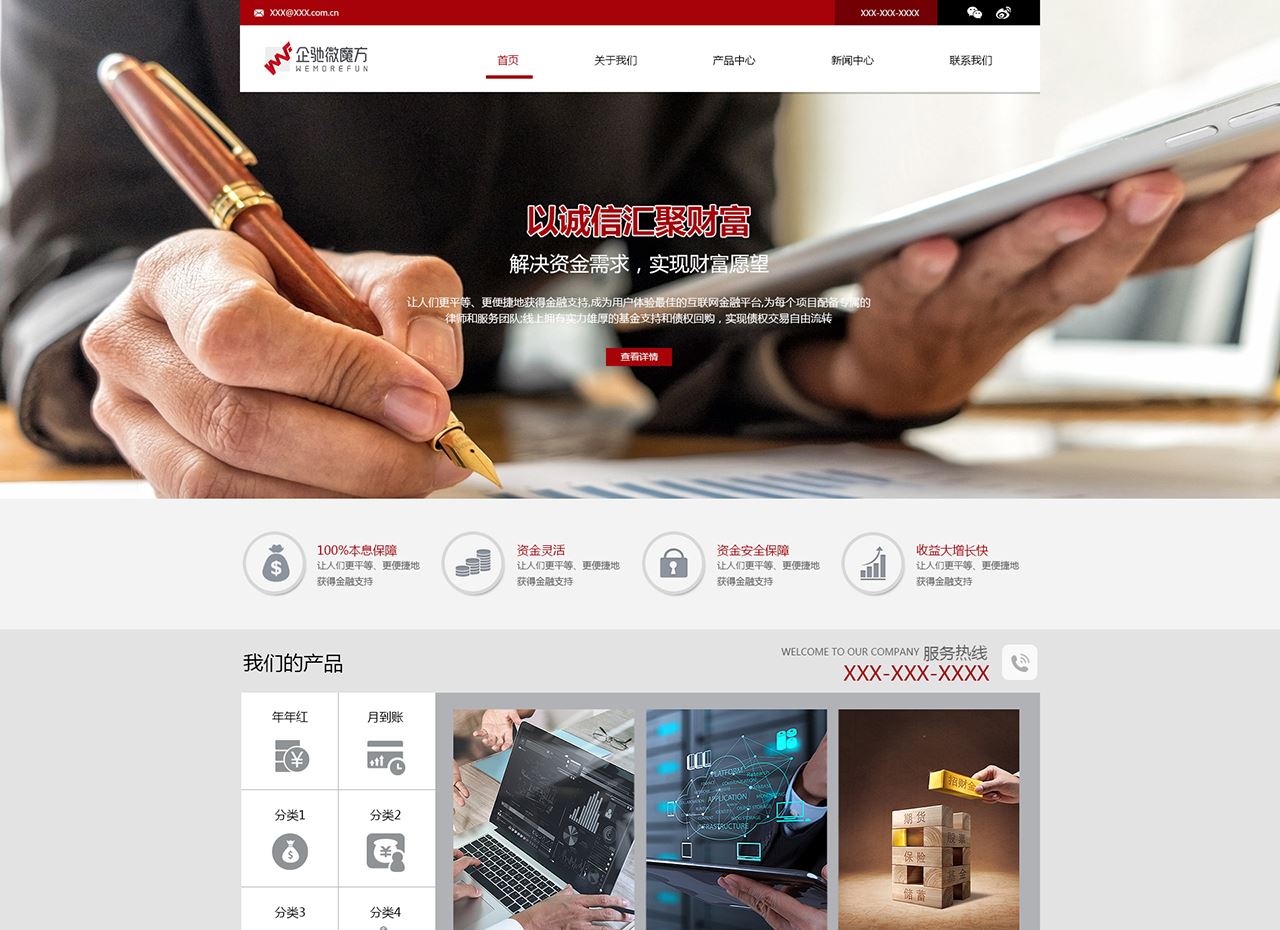 XXX@XXX.com.cn
XXX-XXX-XXXX
企驰微魔方
WEMOREFUN
首页
关于我们
产品中心
新闻中心
联系我们
以诚信汇聚财富
解决资金需求，实现财富愿望
让人们更平等、更便捷地获得金融支持,成为用户体验最佳的互联网金融平台,为每个项目配备专属的
律师和服务团队;线上拥有实力雄厚的基金支持和债权回购，实现债权交易自由流转
查看详情
100%本息保障
让人们更平等、更便捷地
获得金融支持
资金灵活
让人们更平等、更便捷地
获得金融支持
资金安全保障
让人们更平等、更便捷地
获得金融支持
收益大增长快
让人们更平等、更便捷地
获得金融支持
我们的产品
WELCOME TO OUR COMPANY 服务热线
XXX-XXX-XXXX
年年红
月到账
分类1
分类2
分类3
分类4
PLATFORM
APPLICATION
INFRASTRUCTURE
招财金
期货
股票
保险
基金
储蓄